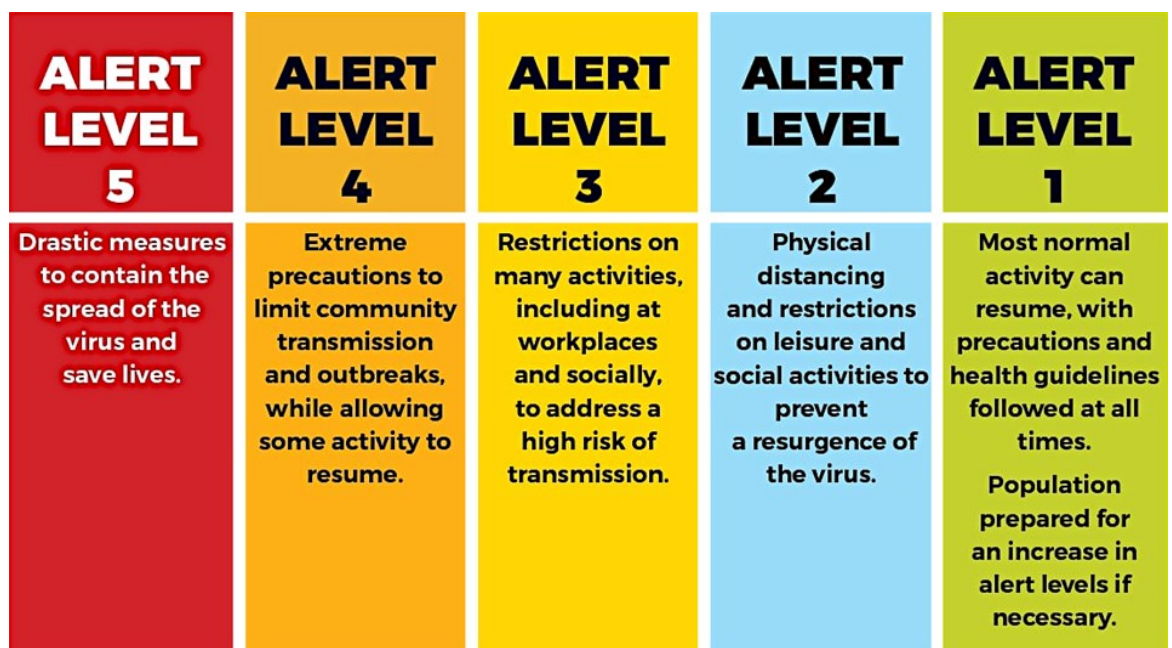 ALERT
LEVEL
5
Drastic measures
to contain the
spread of the
virus and
save lives.
ALERT
LEVEL
4
Extreme
precautions to
limit community
transmission
and outbreaks,
while allowing
some activity to
resume.
ALERT
LEVEL
3
Restrictions on
many activities,
including at
workplaces
and socially,
to address a
high risk of
transmission.
ALERT
LEVEL
2
Physical
distancing
and restrictions
on leisure and
social activities to
prevent
a resurgence of
the virus.
ALERT
LEVEL
1
Most normal
activity can
resume, with
precautions and
health guidelines
followed at all
times.
Population
prepared for
an increase in
alert levels if
necessary.